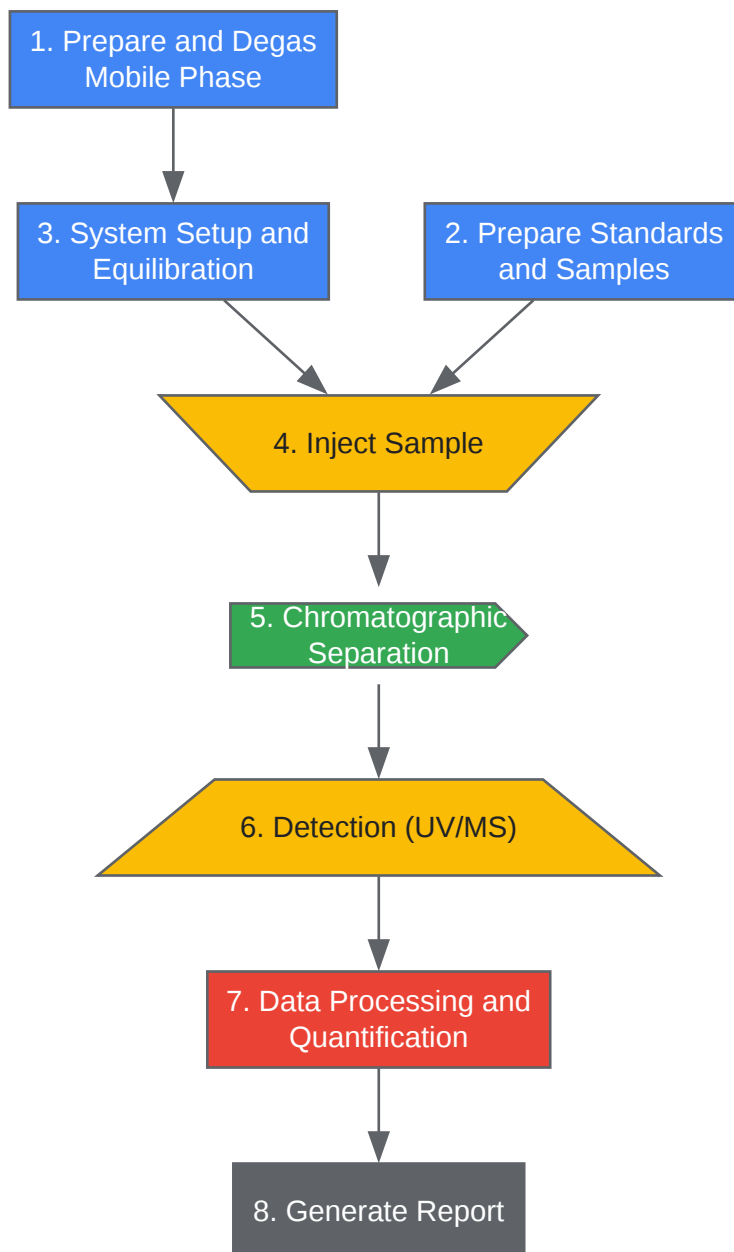 1. Prepare and Degas
Mobile Phase
3. System Setup and
Equilibration
2. Prepare Standards
and Samples
4. Inject Sample
5. Chromatographic
Separation
6. Detection (UV/MS)
7. Data Processing and
Quantification
8. Generate Report